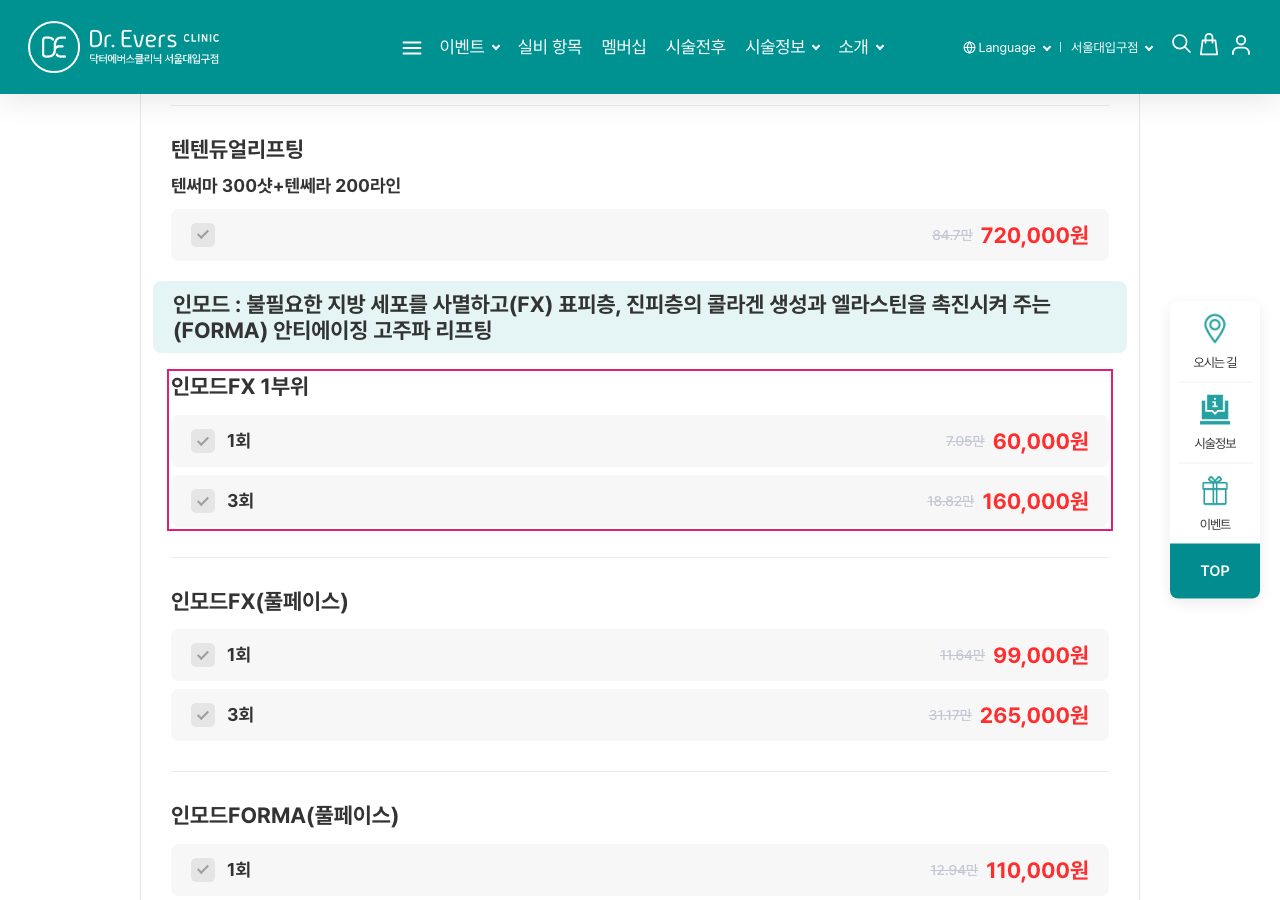 Dr. Evers CLINIC
닥터에버스클리닉 서울대입구점
이벤트
실비 항목
멤버십
시술전후
시술정보
소개
Language
서울대입구점
텐텐듀얼리프팅
텐써마 300샷+텐쎄라 200라인
84.7만 720,000원
인모드 : 불필요한 지방 세포를 사멸하고(FX) 표피층, 진피층의 콜라겐 생성과 엘라스틴을 촉진시켜 주는
(FORMA) 안티에이징 고주파 리프팅
인모드FX 1부위
1회 7.05만 60,000원
3회 18.82만 160,000원
인모드FX(풀페이스)
1회 11.64만 99,000원
3회 31.17만 265,000원
인모드FORMA(풀페이스)
1회 12.94만 110,000원
오시는 길
시술정보
이벤트
TOP